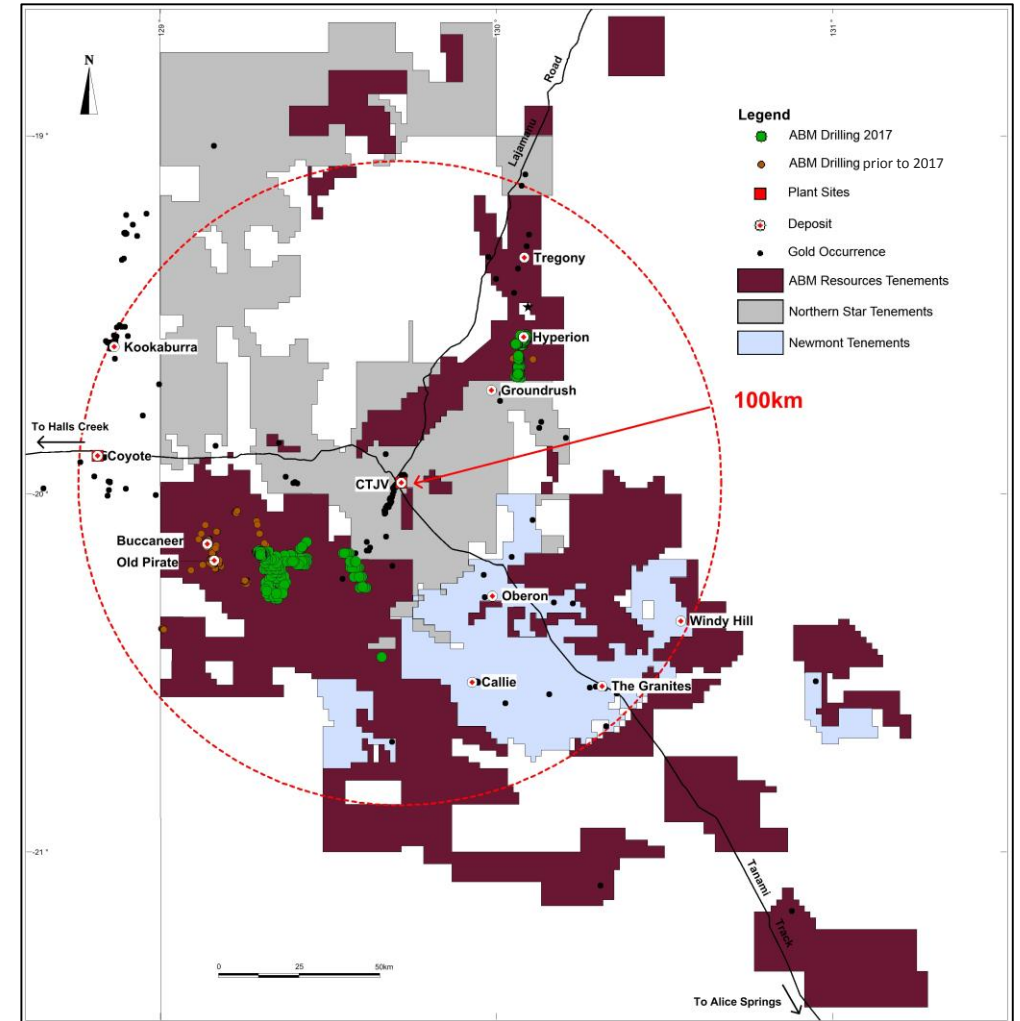 129°
130°
131°
N
Road
Lajamanu
-19°
Legend
ABM Drilling 2017
ABM Drilling prior to 2017
Plant Sites
Deposit
Gold Occurrence
ABM Resources Tenements
Northern Star Tenements
Newmont Tenements
Tregony
Hyperion
Kookaburra
Groundrush
100km
To Halls Creek
Coyote
CTJV
-20°
Buccaneer
Old Pirate
Oberon
Windy Hill
Callie
The Granites
-21°
Tanami
Track
0 25 50km
To Alice Springs